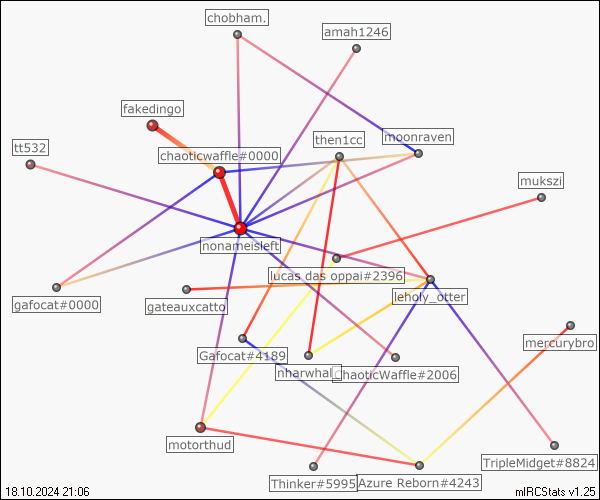 chobham.
amah1246
fakedingo
then1cc
moonraven
tt532
chaoticwaffle#0000
mukszi
nonameisleft
lucas das oppai#2396
gafocat#0000
gateauxcatto
leholy_otter
mercurybro
Gafocat#4189
nharwhal
ChaoticWaffle#2006
motorthud
TripleMidget#8824
Thinker#5995
Azure Reborn#4243
18.10.2024 21:06
mIRCStats v1.25